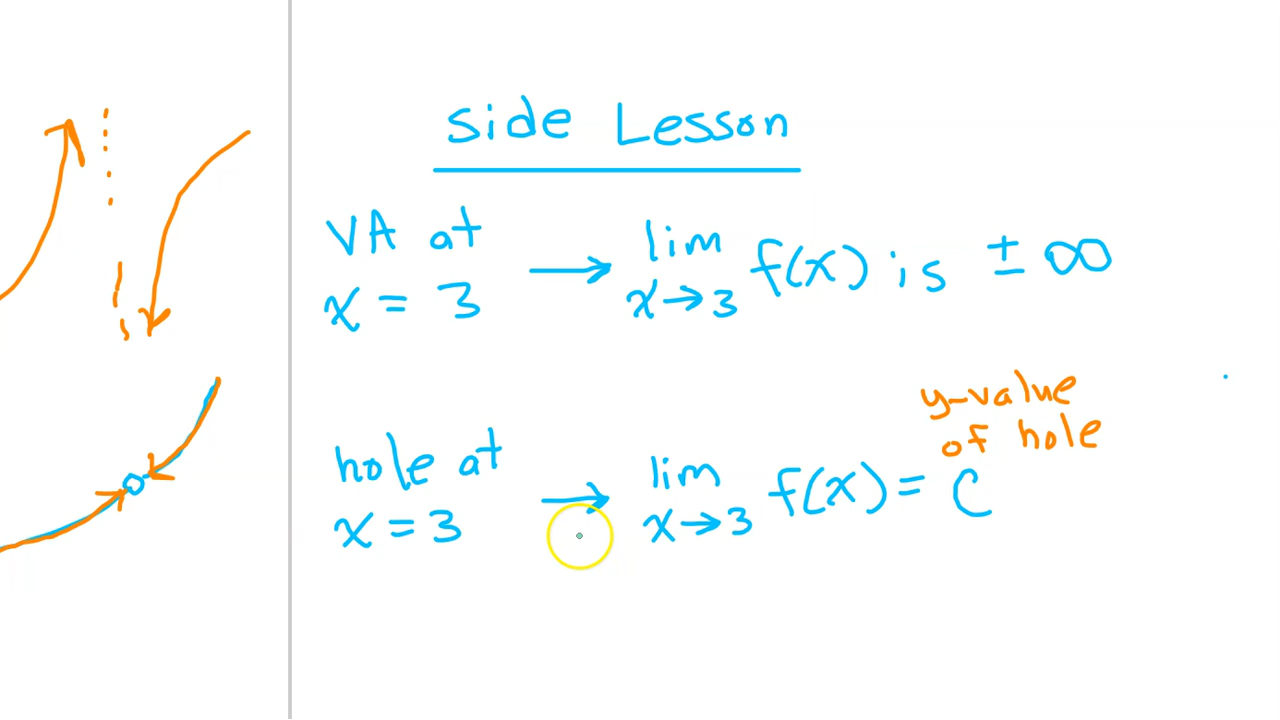 side Lesson
VA at
x = 3 → lim x→3 f(x) is ± ∞
y-value
of hole
hole at
x = 3 → lim x→3 f(x) = C